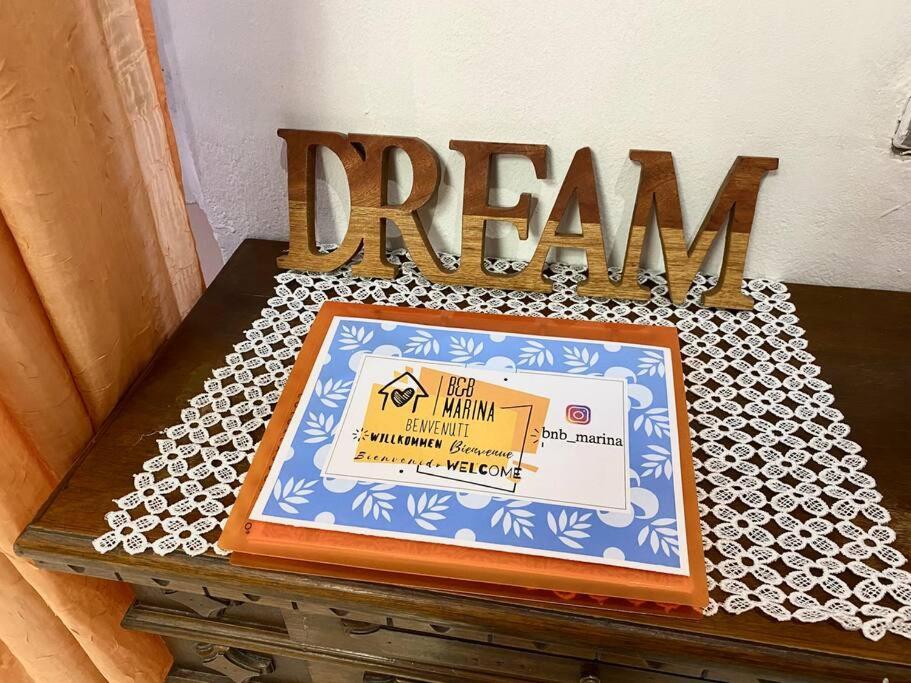 DREAM
B&B
MARINA
BENVENUTI
WILLKOMMEN Bienvenue
Bienvenido WELCOME
bnb_marina